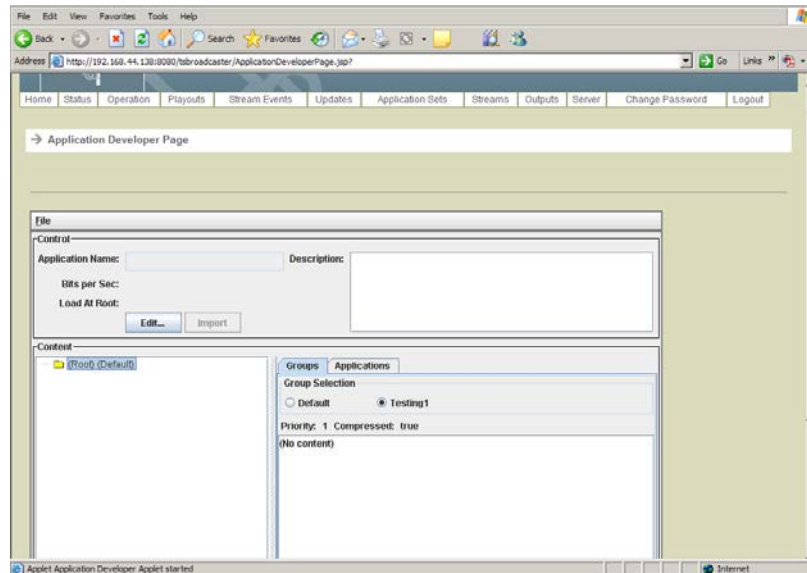 File Edit View Favorites Tools Help
Back Search Favorites
Address http://192.168.44.138:8080/tsbroadcaster/ApplicationDeveloperPage.jsp? Go Links »
Home Status Operation Playouts Stream Events Updates Application Sets Streams Outputs Server Change Password Logout
Application Developer Page
File
Control
Application Name: Description:
Bits per Sec:
Load At Root:
Edit... Import
Content
(Root) (Default)
Groups Applications
Group Selection
Default Testing1
Priority: 1 Compressed: true
(No content)
Applet Application Developer Applet started Internet